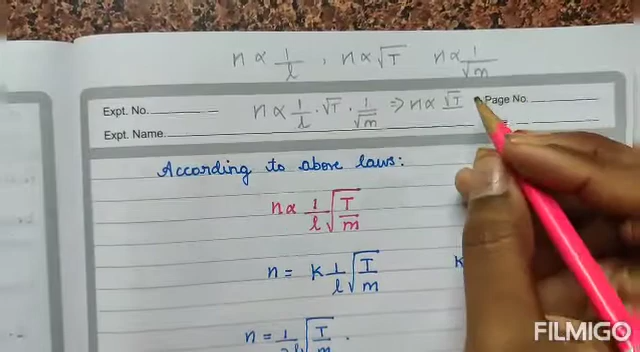 n ∝ 1/l , n ∝ √T n ∝ 1/√m
Expt. No. n ∝ 1/l · √T · 1/√m ⇒ n ∝ √T Page No.
Expt. Name.
According to above laws:
n ∝ 1/l √T/m
n = K 1/l √T/m K
n = 1/2l √T/m .
FILMIGO